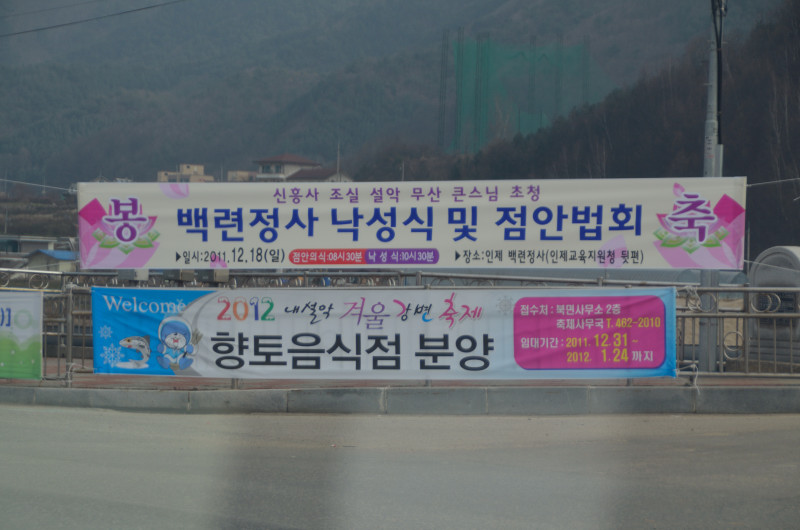 신흥사 조실 설악 무산 큰스님 초청
봉 백련정사 낙성식 및 점안법회 축
▶일시:2011.12.18(일) 점안의식:08시30분 낙성식:10시30분 ▶장소:인제 백련정사(인제교육지원청 뒷편)
Welcome 2012 내설악 겨울강변축제
향토음식점 분양
접수처 : 북면사무소 2층
축제사무국 T. 462-2010
임대기간 : 2011. 12.31 ~
2012. 1.24 까지